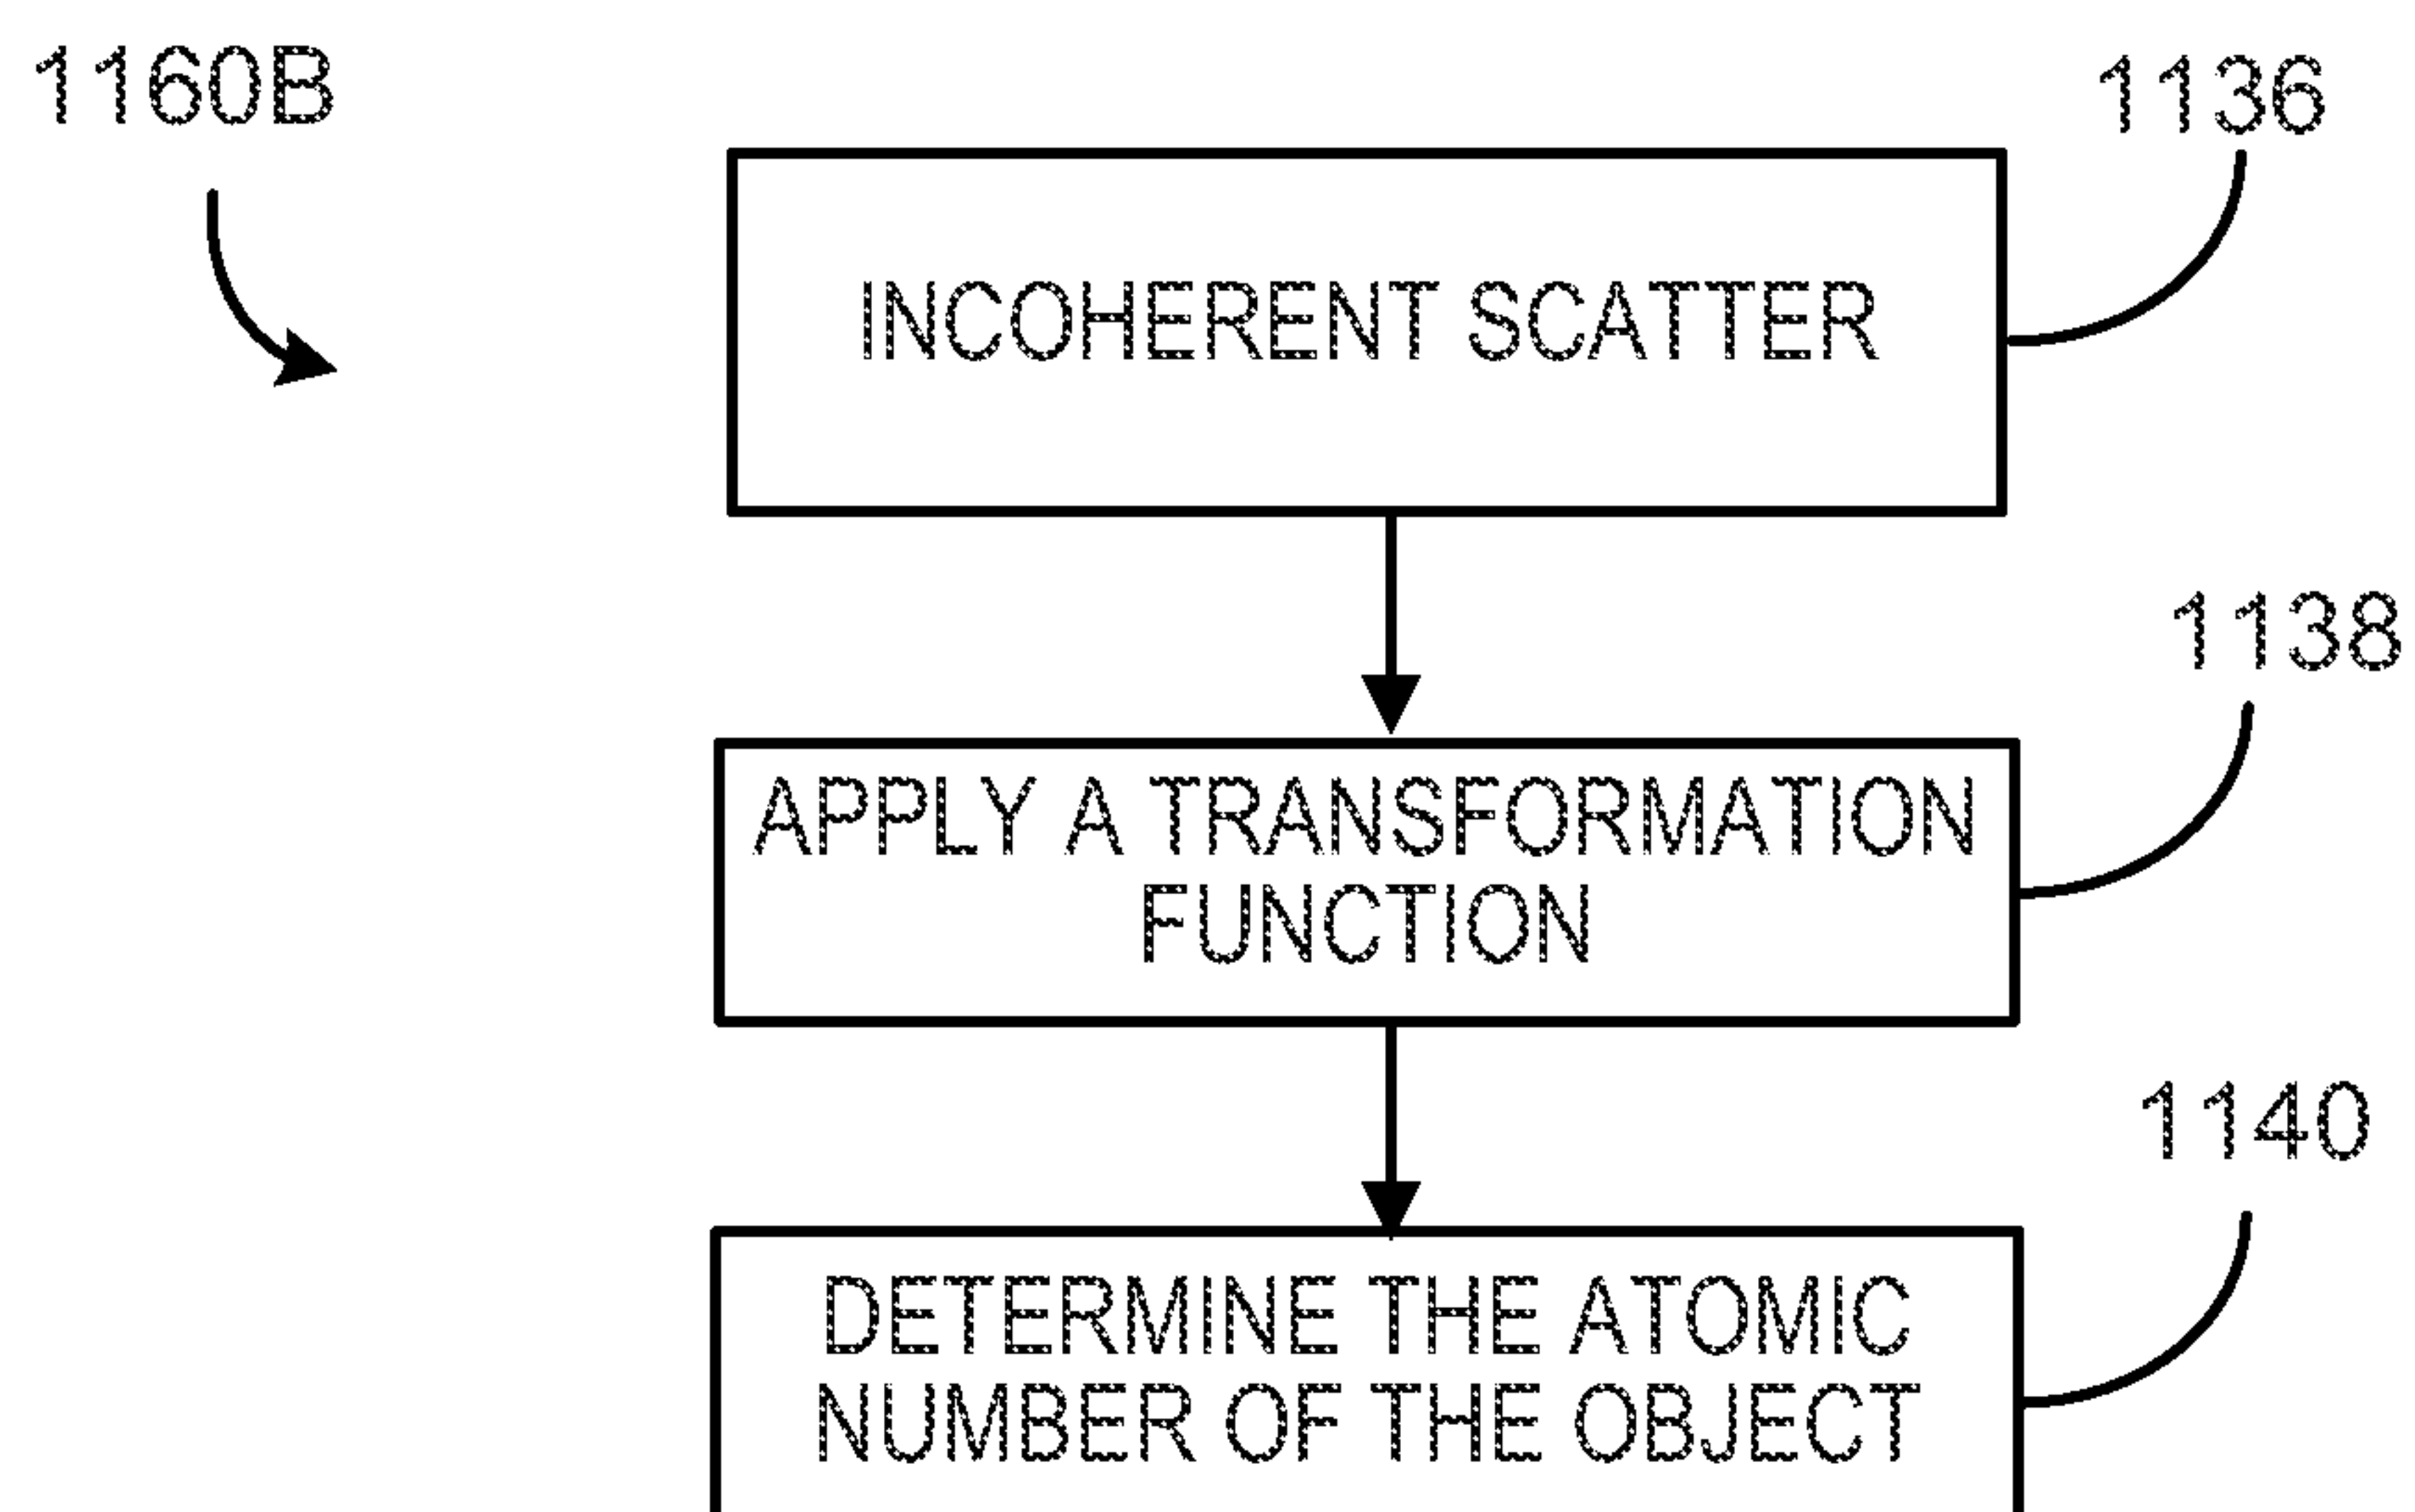 1160B
1136
INCOHERENT SCATTER
1138
APPLY A TRANSFORMATION
FUNCTION
1140
DETERMINE THE ATOMIC
NUMBER OF THE OBJECT